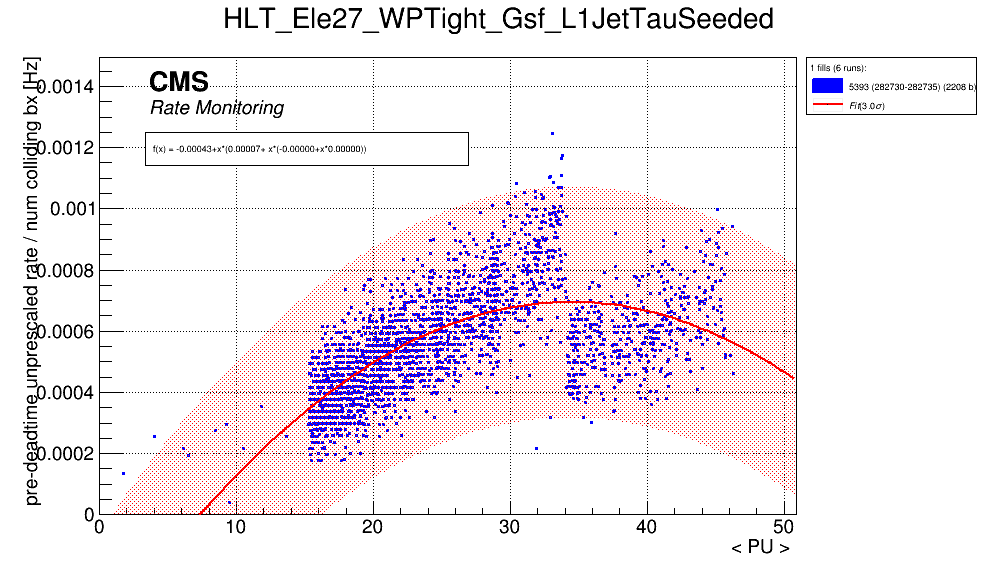 HLT_Ele27_WPTight_Gsf_L1JetTauSeeded
pre-deadtime unprescaled rate / num colliding bx [Hz]
0.0014
0.0012
0.001
0.0008
0.0006
0.0004
0.0002
0
CMS
Rate Monitoring
f(x) = -0.00043+x*(0.00007+ x*(-0.00000+x*0.00000))
0 10 20 30 40 50
< PU >
1 fills (6 runs):
5393 (282730-282735) (2208 b)
Fit(3.0σ)